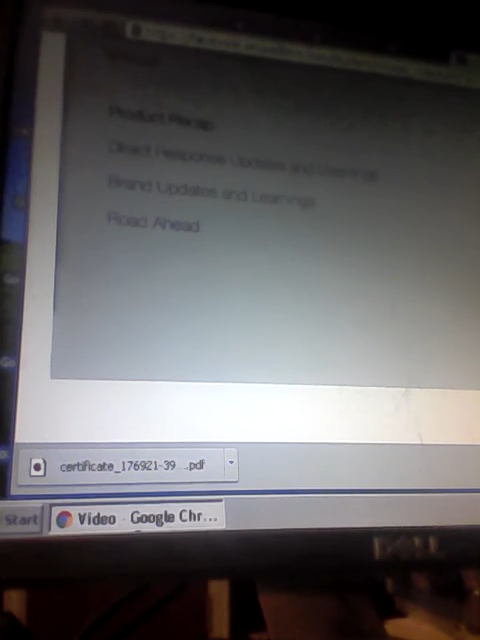 Product Recap
Direct Response Updates and Learnings
Brand Updates and Learnings
Road Ahead
certificate_176921-39 ....pdf
Start
Video - Google Chr...
DELL